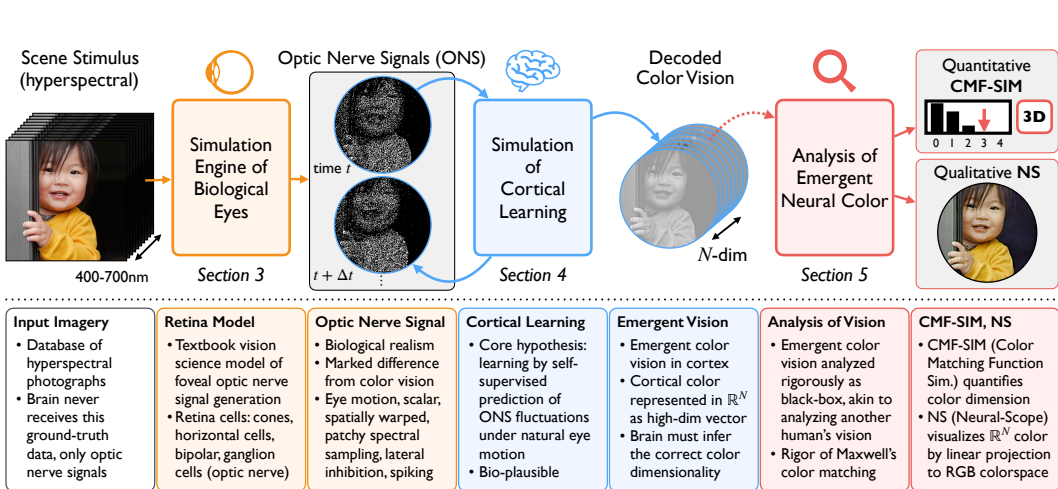 Scene Stimulus
(hyperspectral)
400-700nm
Simulation
Engine of
Biological
Eyes
Section 3
Optic Nerve Signals (ONS)
time t
t + Δt
⋮
Simulation
of
Cortical
Learning
Section 4
Decoded
Color Vision
N-dim
Analysis of
Emergent
Neural Color
Section 5
Quantitative
CMF-SIM
3D
0 1 2 3 4
Qualitative NS
Input Imagery
• Database of
hyperspectral
photographs
• Brain never
receives this
ground-truth
data, only optic
nerve signals
Retina Model
• Textbook vision
science model of
foveal optic nerve
signal generation
• Retina cells: cones,
horizontal cells,
bipolar, ganglion
cells (optic nerve)
Optic Nerve Signal
• Biological realism
• Marked difference
from color vision
• Eye motion, scalar,
spatially warped,
patchy spectral
sampling, lateral
inhibition, spiking
Cortical Learning
• Core hypothesis:
learning by self-
supervised
prediction of
ONS fluctuations
under natural eye
motion
• Bio-plausible
Emergent Vision
• Emergent color
vision in cortex
• Cortical color
represented in ℝᴺ
as high-dim vector
• Brain must infer
the correct color
dimensionality
Analysis of Vision
• Emergent color
vision analyzed
rigorously as
black-box, akin to
analyzing another
human's vision
• Rigor of Maxwell's
color matching
CMF-SIM, NS
• CMF-SIM (Color
Matching Function
Sim.) quantifies
color dimension
• NS (Neural-Scope)
visualizes ℝᴺ color
by linear projection
to RGB colorspace